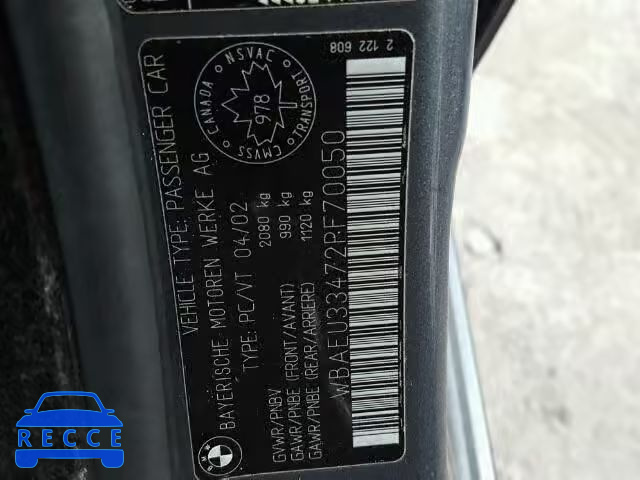 2 122 608
NSVAC
CANADA
TRANSPORT
CMVSS
978
VEHICLE TYPE: PASSENGER CAR
BAYERISCHE MOTOREN WERKE AG
TYPE: PC/VT 04/02
GVWR/PNBV 2080 kg
GAWR/PNBE (FRONT/AVANT) 990 kg
GAWR/PNBE (REAR/ARRIERE) 1120 kg
WBAEU33472PF70050
BMW
RECCE